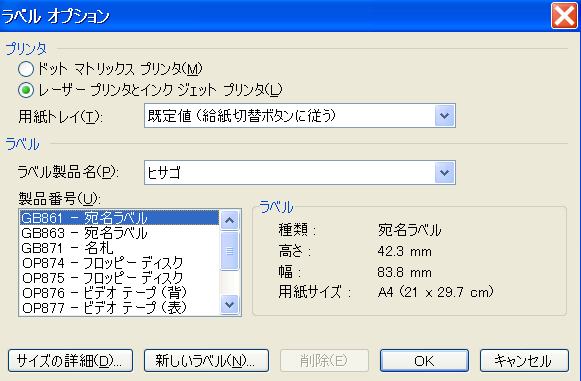 ラベル オプション
プリンタ
ドット マトリックス プリンタ(M)
レーザー プリンタとインク ジェット プリンタ(L)
用紙トレイ(T): 既定値 (給紙切替ボタンに従う)
ラベル
ラベル製品名(P): ヒサゴ
製品番号(U):
GB861 - 宛名ラベル
GB863 - 宛名ラベル
GB871 - 名札
OP874 - フロッピー ディスク
OP875 - フロッピー ディスク
OP876 - ビデオ テープ (背)
OP877 - ビデオ テープ (表)
ラベル
種類 : 宛名ラベル
高さ : 42.3 mm
幅 : 83.8 mm
用紙サイズ : A4 (21 x 29.7 cm)
サイズの詳細(D)... 新しいラベル(N)... 削除(E) OK キャンセル